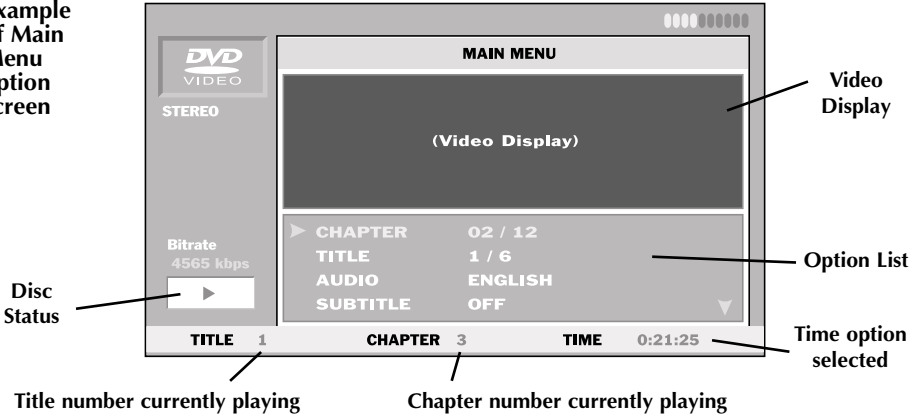 xample
f Main
enu
ption
creen
DVD
VIDEO
STEREO
MAIN MENU
(Video Display)
Video
Display
Bitrate
4565 kbps
CHAPTER 02 / 12
TITLE 1 / 6
AUDIO ENGLISH
SUBTITLE OFF
Option List
Disc
Status
TITLE 1 CHAPTER 3 TIME 0:21:25
Time option
selected
Title number currently playing
Chapter number currently playing